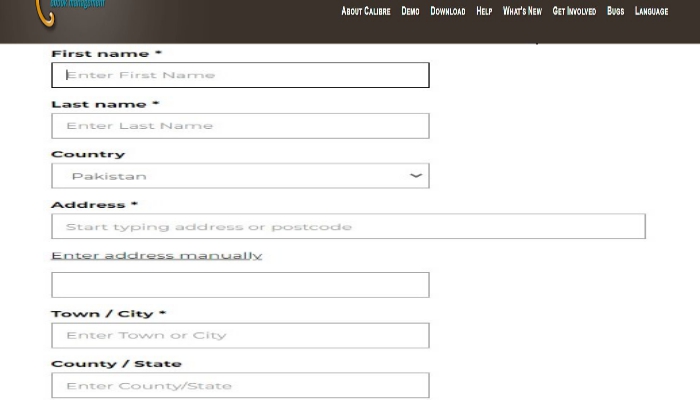 About Calibre Demo Download Help What's New Get Involved Bugs Language
First name *
Enter First Name
Last name *
Enter Last Name
Country
Pakistan
Address *
Start typing address or postcode
Enter address manually
Town / City *
Enter Town or City
County / State
Enter County/State